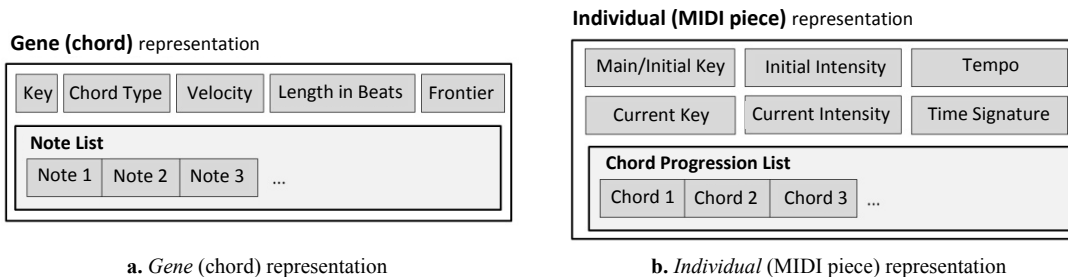 Gene (chord) representation
Key Chord Type Velocity Length in Beats Frontier
Note List
Note 1 Note 2 Note 3 ...
a. Gene (chord) representation
Individual (MIDI piece) representation
Main/Initial Key Initial Intensity Tempo
Current Key Current Intensity Time Signature
Chord Progression List
Chord 1 Chord 2 Chord 3 ...
b. Individual (MIDI piece) representation